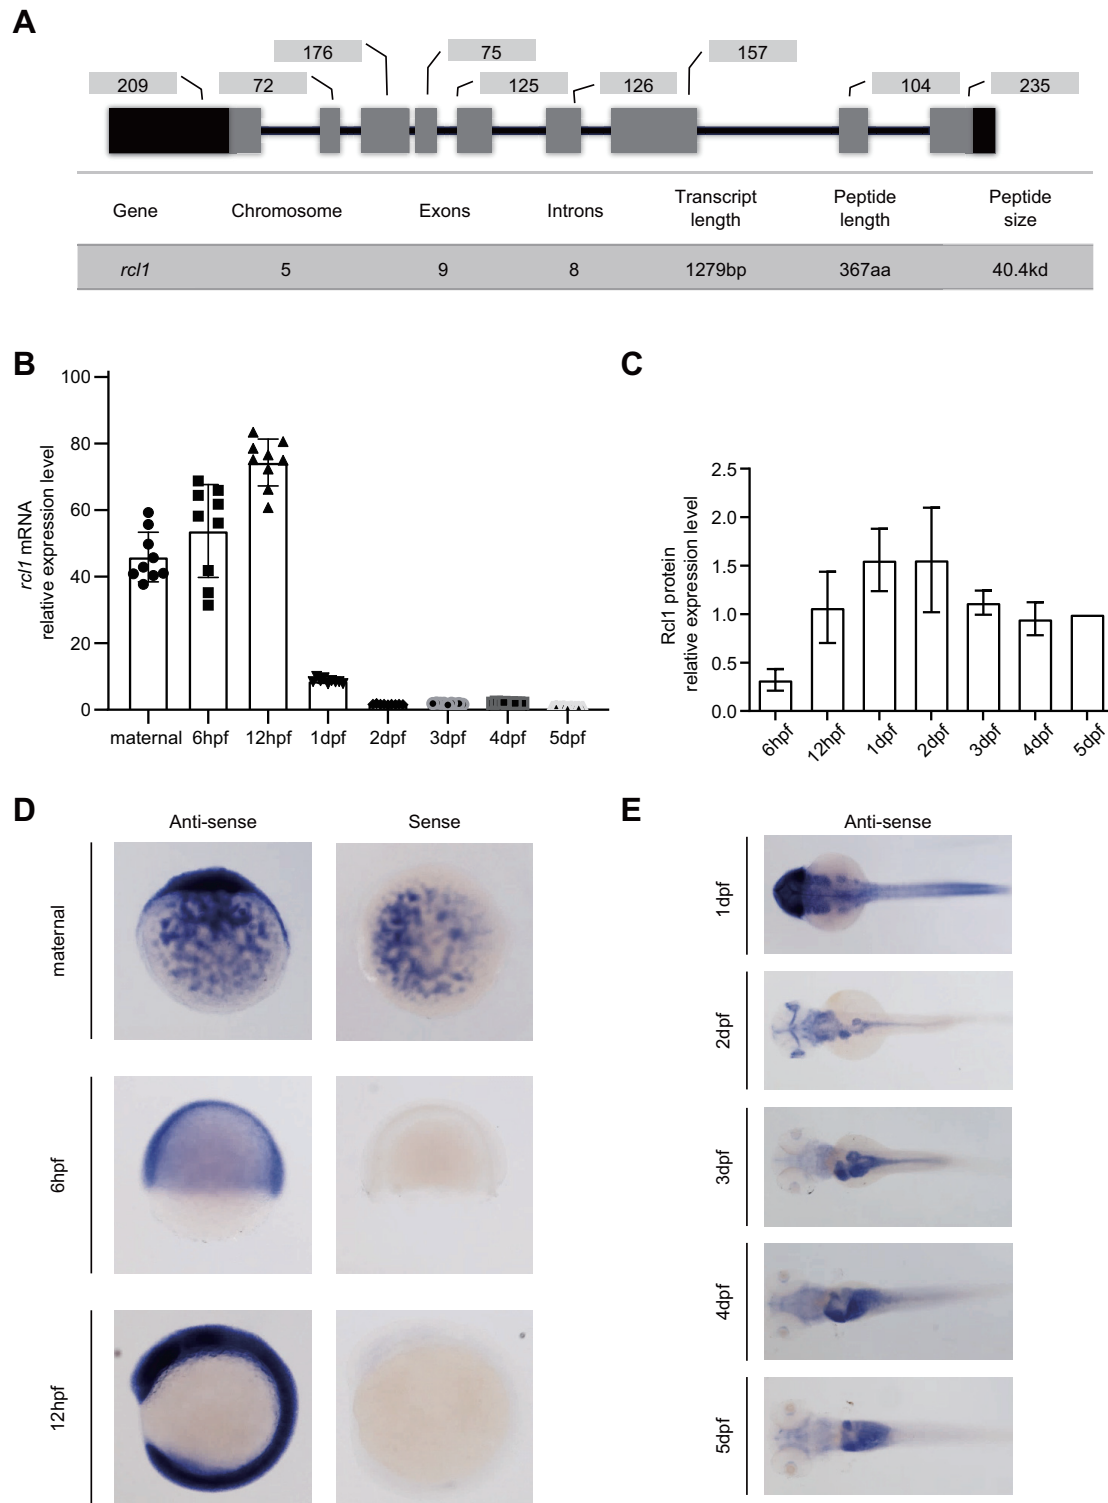 A
176
75
157
209
72
125
126
104
235
Gene
Chromosome
Exons
Introns
Transcript length
Peptide length
Peptide size
rcl1
5
9
8
1279bp
367aa
40.4kd
B
rcl1 mRNA
relative expression level
100
80
60
40
20
0
maternal
6hpf
12hpf
1dpf
2dpf
3dpf
4dpf
5dpf
C
Rcl1 protein
relative expression level
2.5
2.0
1.5
1.0
0.5
0.0
6hpf
12hpf
1dpf
2dpf
3dpf
4dpf
5dpf
D
Anti-sense
Sense
maternal
6hpf
12hpf
E
Anti-sense
1dpf
2dpf
3dpf
4dpf
5dpf